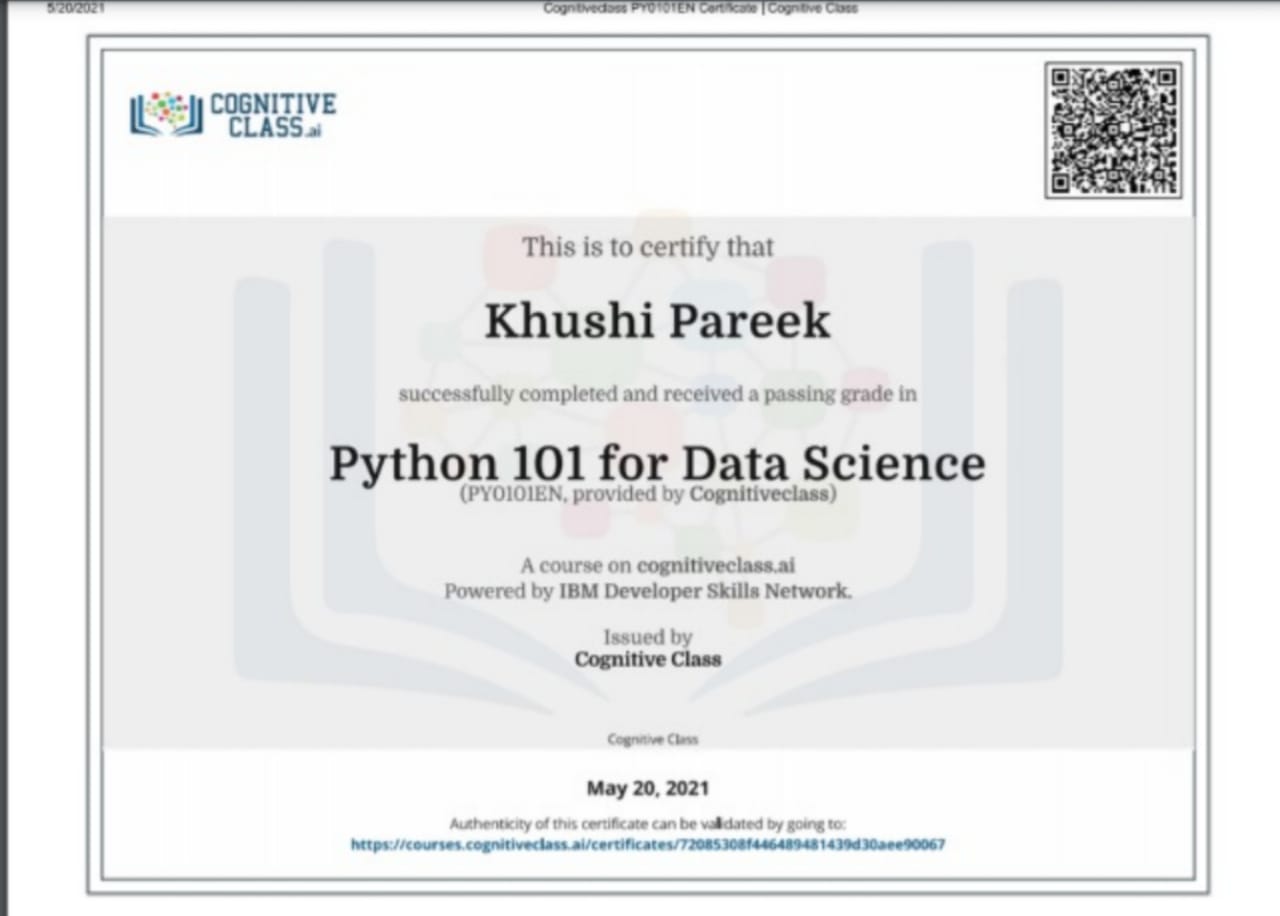 5/20/2021
Cognitiveclass PY0101EN Certificate | Cognitive Class
COGNITIVE
CLASS.ai
This is to certify that
Khushi Pareek
successfully completed and received a passing grade in
Python 101 for Data Science
(PY0101EN, provided by Cognitiveclass)
A course on cognitiveclass.ai
Powered by IBM Developer Skills Network.
Issued by
Cognitive Class
Cognitive Class
May 20, 2021
Authenticity of this certificate can be validated by going to:
https://courses.cognitiveclass.ai/certificates/72085308f446489481439d30aee90067